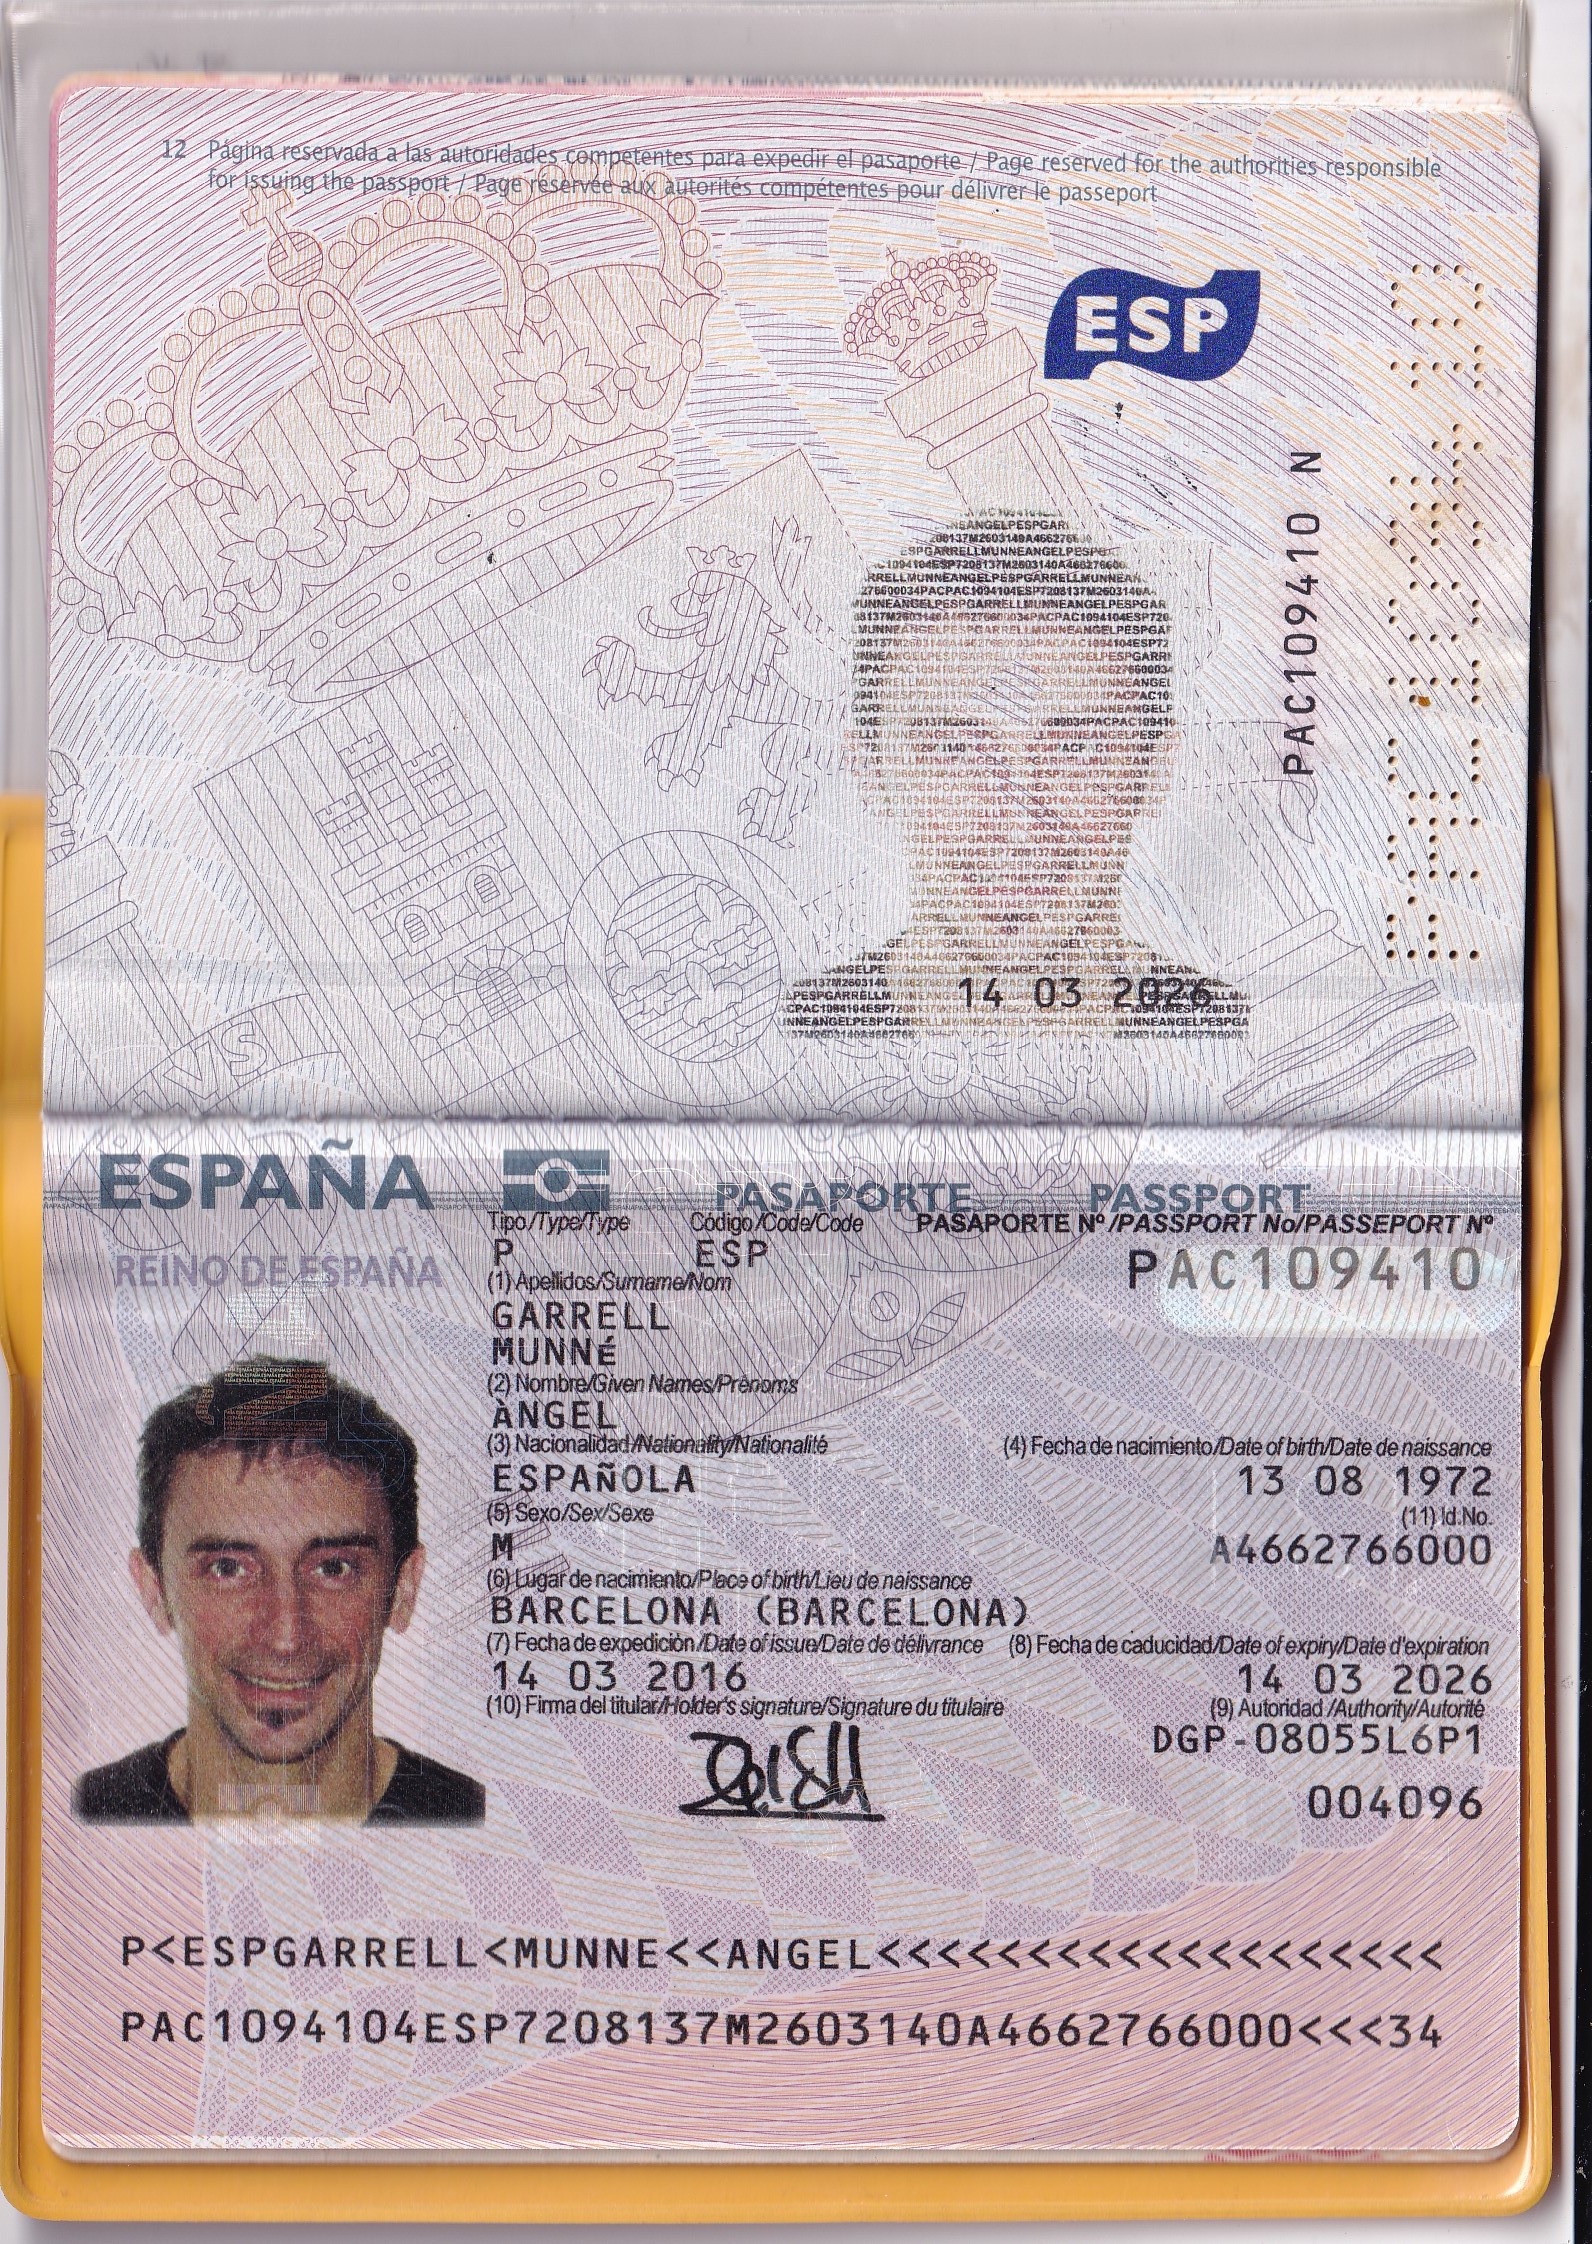 12 Página reservada a las autoridades competentes para expedir el pasaporte / Page reserved for the authorities responsible
for issuing the passport / Page réservée aux autorités compétentes pour délivrer le passeport
ESP
PAC109410 N
14 03 2026
ESPAÑA PASAPORTE PASSPORT
Tipo/Type/Type Código/Code/Code PASAPORTE Nº/PASSPORT No/PASSEPORT Nº
P ESP PAC109410
REINO DE ESPAÑA
(1) Apellidos/Surname/Nom
GARRELL
MUNNÉ
(2) Nombre/Given Names/Prénoms
ÀNGEL
(3) Nacionalidad/Nationality/Nationalité (4) Fecha de nacimiento/Date of birth/Date de naissance
ESPAÑOLA 13 08 1972
(5) Sexo/Sex/Sexe (11) Id.No.
M A4662766000
(6) Lugar de nacimiento/Place of birth/Lieu de naissance
BARCELONA (BARCELONA)
(7) Fecha de expedición/Date of issue/Date de délivrance (8) Fecha de caducidad/Date of expiry/Date d'expiration
14 03 2016 14 03 2026
(10) Firma del titular/Holder's signature/Signature du titulaire (9) Autoridad/Authority/Autorité
DGP-08055L6P1
004096
P<ESPGARRELL<MUNNE<<ANGEL<<<<<<<<<<<<<<<<<<<
PAC1094104ESP7208137M2603140A4662766000<<<34